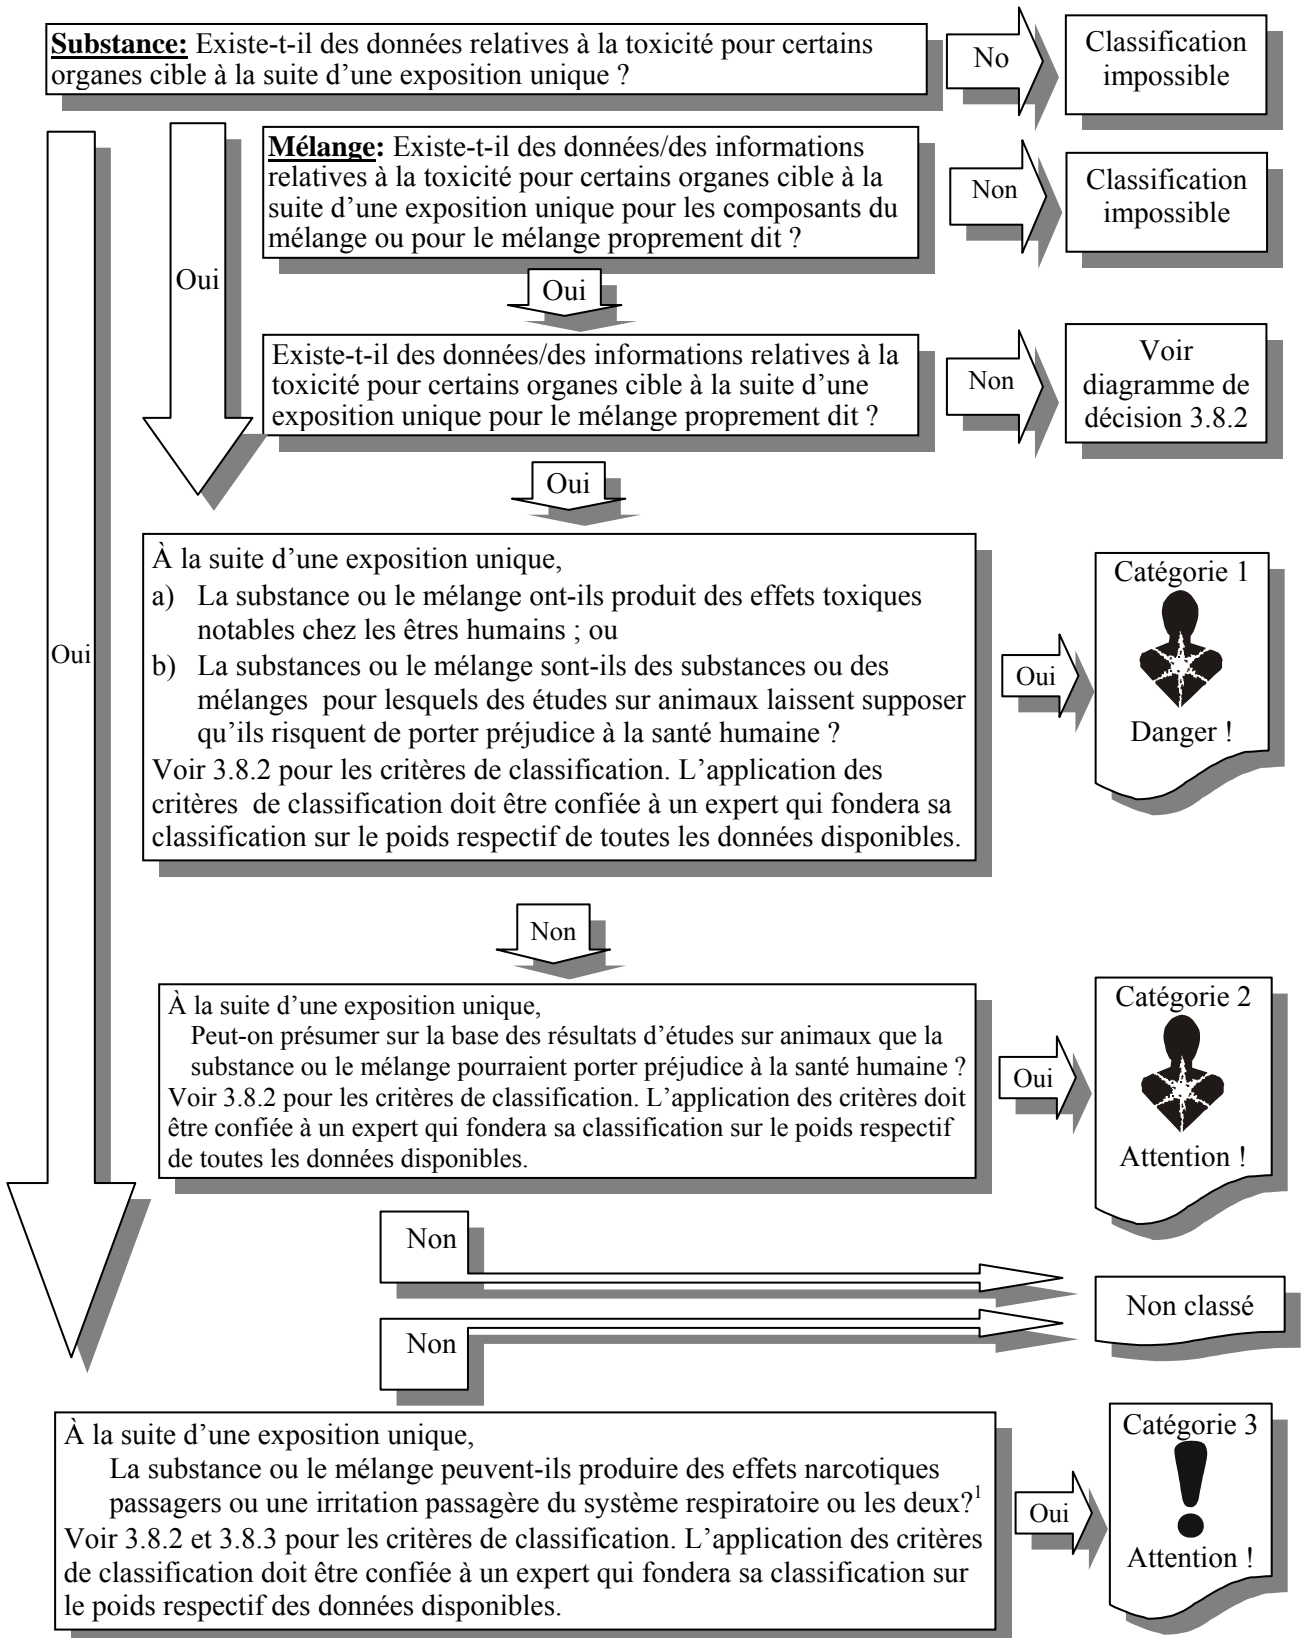 Substance: Existe-t-il des données relatives à la toxicité pour certains
organes cible à la suite d’une exposition unique ?
No
Classification
impossible
Mélange: Existe-t-il des données/des informations
relatives à la toxicité pour certains organes cible à la
suite d’une exposition unique pour les composants du
mélange ou pour le mélange proprement dit ?
Non
Classification
impossible
Oui
Oui
Existe-t-il des données/des informations relatives à la
toxicité pour certains organes cible à la suite d’une
exposition unique pour le mélange proprement dit ?
Non
Voir
diagramme de
décision 3.8.2
Oui
Oui
À la suite d’une exposition unique,
a) La substance ou le mélange ont-ils produit des effets toxiques
notables chez les êtres humains ; ou
b) La substances ou le mélange sont-ils des substances ou des
mélanges pour lesquels des études sur animaux laissent supposer
qu’ils risquent de porter préjudice à la santé humaine ?
Voir 3.8.2 pour les critères de classification. L’application des
critères de classification doit être confiée à un expert qui fondera sa
classification sur le poids respectif de toutes les données disponibles.
Oui
Catégorie 1
Danger !
Non
À la suite d’une exposition unique,
Peut-on présumer sur la base des résultats d’études sur animaux que la
substance ou le mélange pourraient porter préjudice à la santé humaine ?
Voir 3.8.2 pour les critères de classification. L’application des critères doit
être confiée à un expert qui fondera sa classification sur le poids respectif
de toutes les données disponibles.
Oui
Catégorie 2
Attention !
Non
Non classé
Non
À la suite d’une exposition unique,
La substance ou le mélange peuvent-ils produire des effets narcotiques
passagers ou une irritation passagère du système respiratoire ou les deux?¹
Voir 3.8.2 et 3.8.3 pour les critères de classification. L’application des critères
de classification doit être confiée à un expert qui fondera sa classification sur
le poids respectif des données disponibles.
Oui
Catégorie 3
!
Attention !